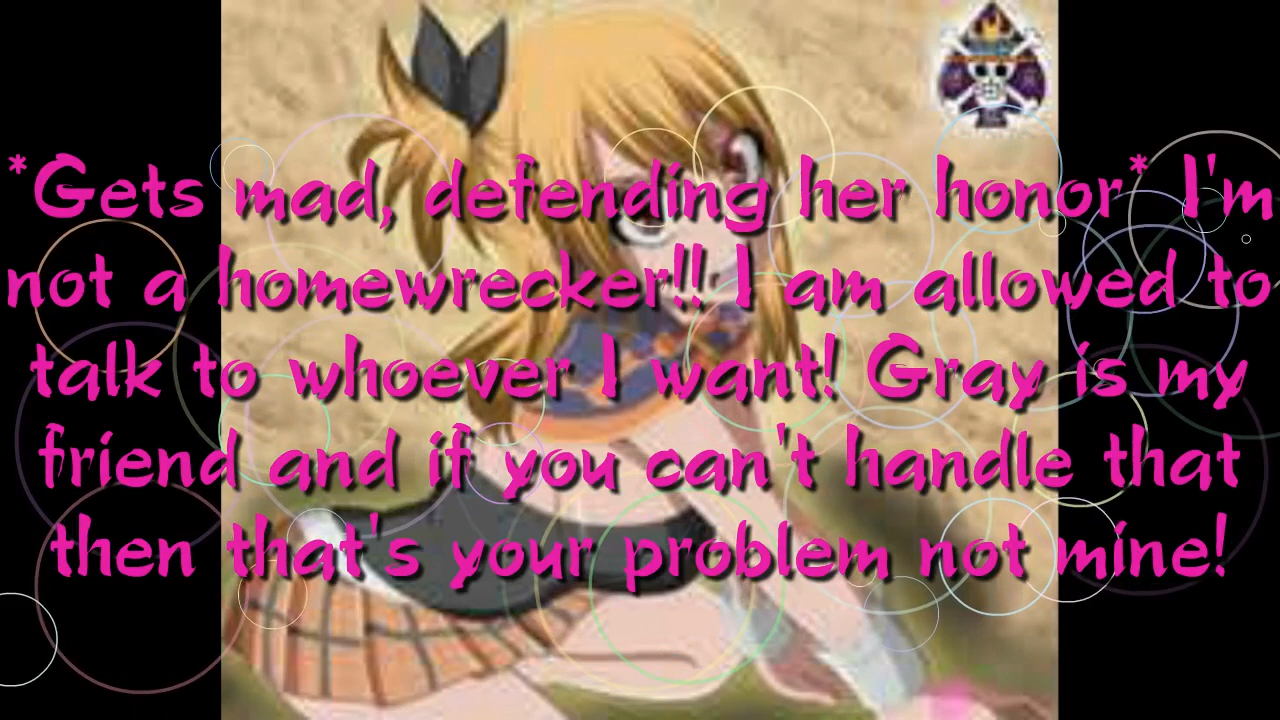 *Gets mad, defending her honor* I'm
not a homewrecker!! I am allowed to
talk to whoever I want! Gray is my
friend and if you can't handle that
then that's your problem not mine!